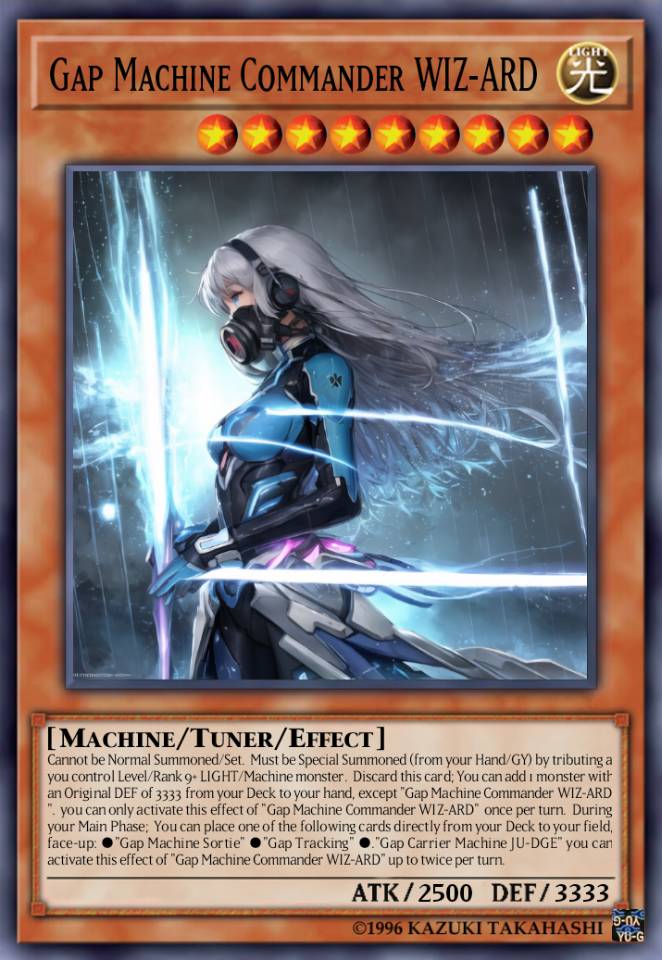 Gap Machine Commander WIZ-ARD
LIGHT
光
[Machine/Tuner/Effect]
Cannot be Normal Summoned/Set. Must be Special Summoned (from your Hand/GY) by tributing a
you control Level/Rank 9+ LIGHT/Machine monster. Discard this card; You can add 1 monster with
an Original DEF of 3333 from your Deck to your hand, except "Gap Machine Commander WIZ-ARD
". you can only activate this effect of "Gap Machine Commander WIZ-ARD" once per turn. During
your Main Phase; You can place one of the following cards directly from your Deck to your field,
face-up: ●"Gap Machine Sortie" ●"Gap Tracking" ●."Gap Carrier Machine JU-DGE" you can
activate this effect of "Gap Machine Commander WIZ-ARD" up to twice per turn.
ATK/2500 DEF/3333
©1996 KAZUKI TAKAHASHI